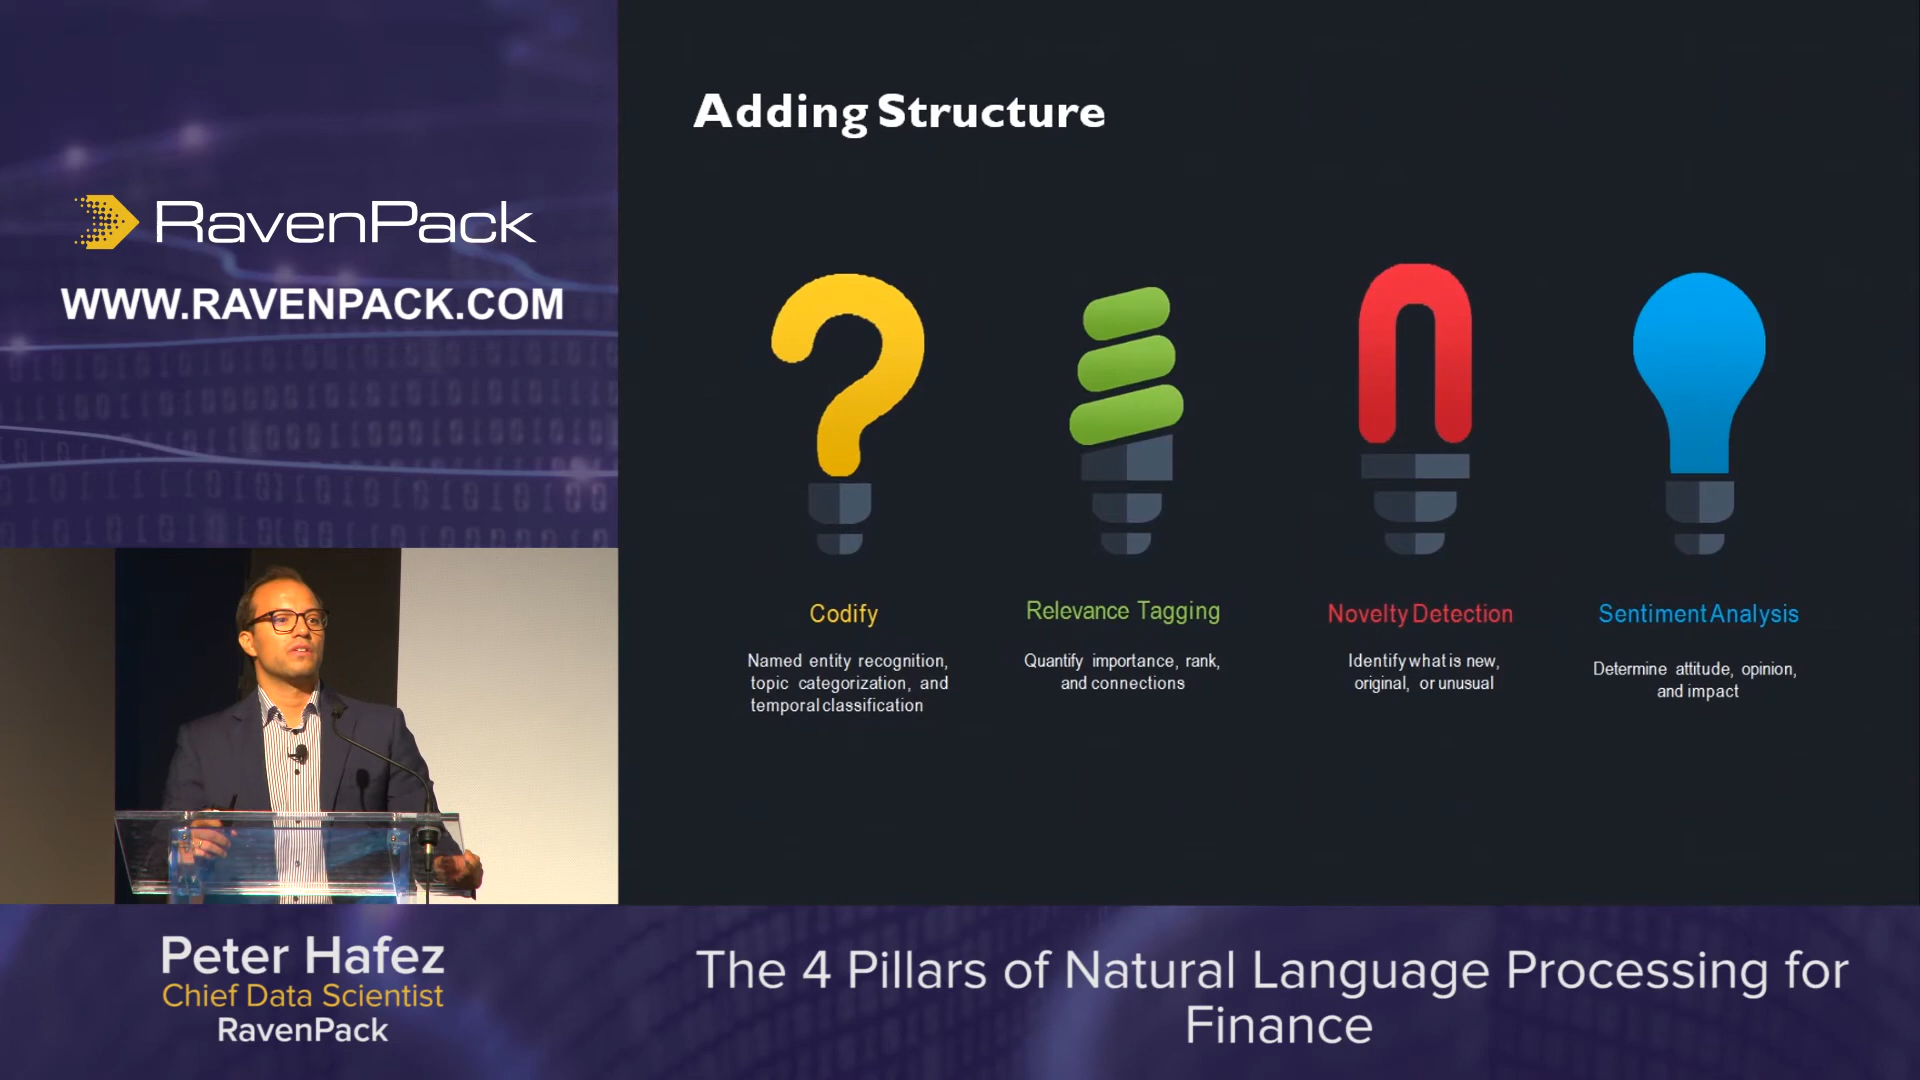 RavenPack
WWW.RAVENPACK.COM
Adding Structure
Codify
Named entity recognition,
topic categorization, and
temporal classification
Relevance Tagging
Quantify importance, rank,
and connections
Novelty Detection
Identify what is new,
original, or unusual
Sentiment Analysis
Determine attitude, opinion,
and impact
Peter Hafez
Chief Data Scientist
RavenPack
The 4 Pillars of Natural Language Processing for
Finance